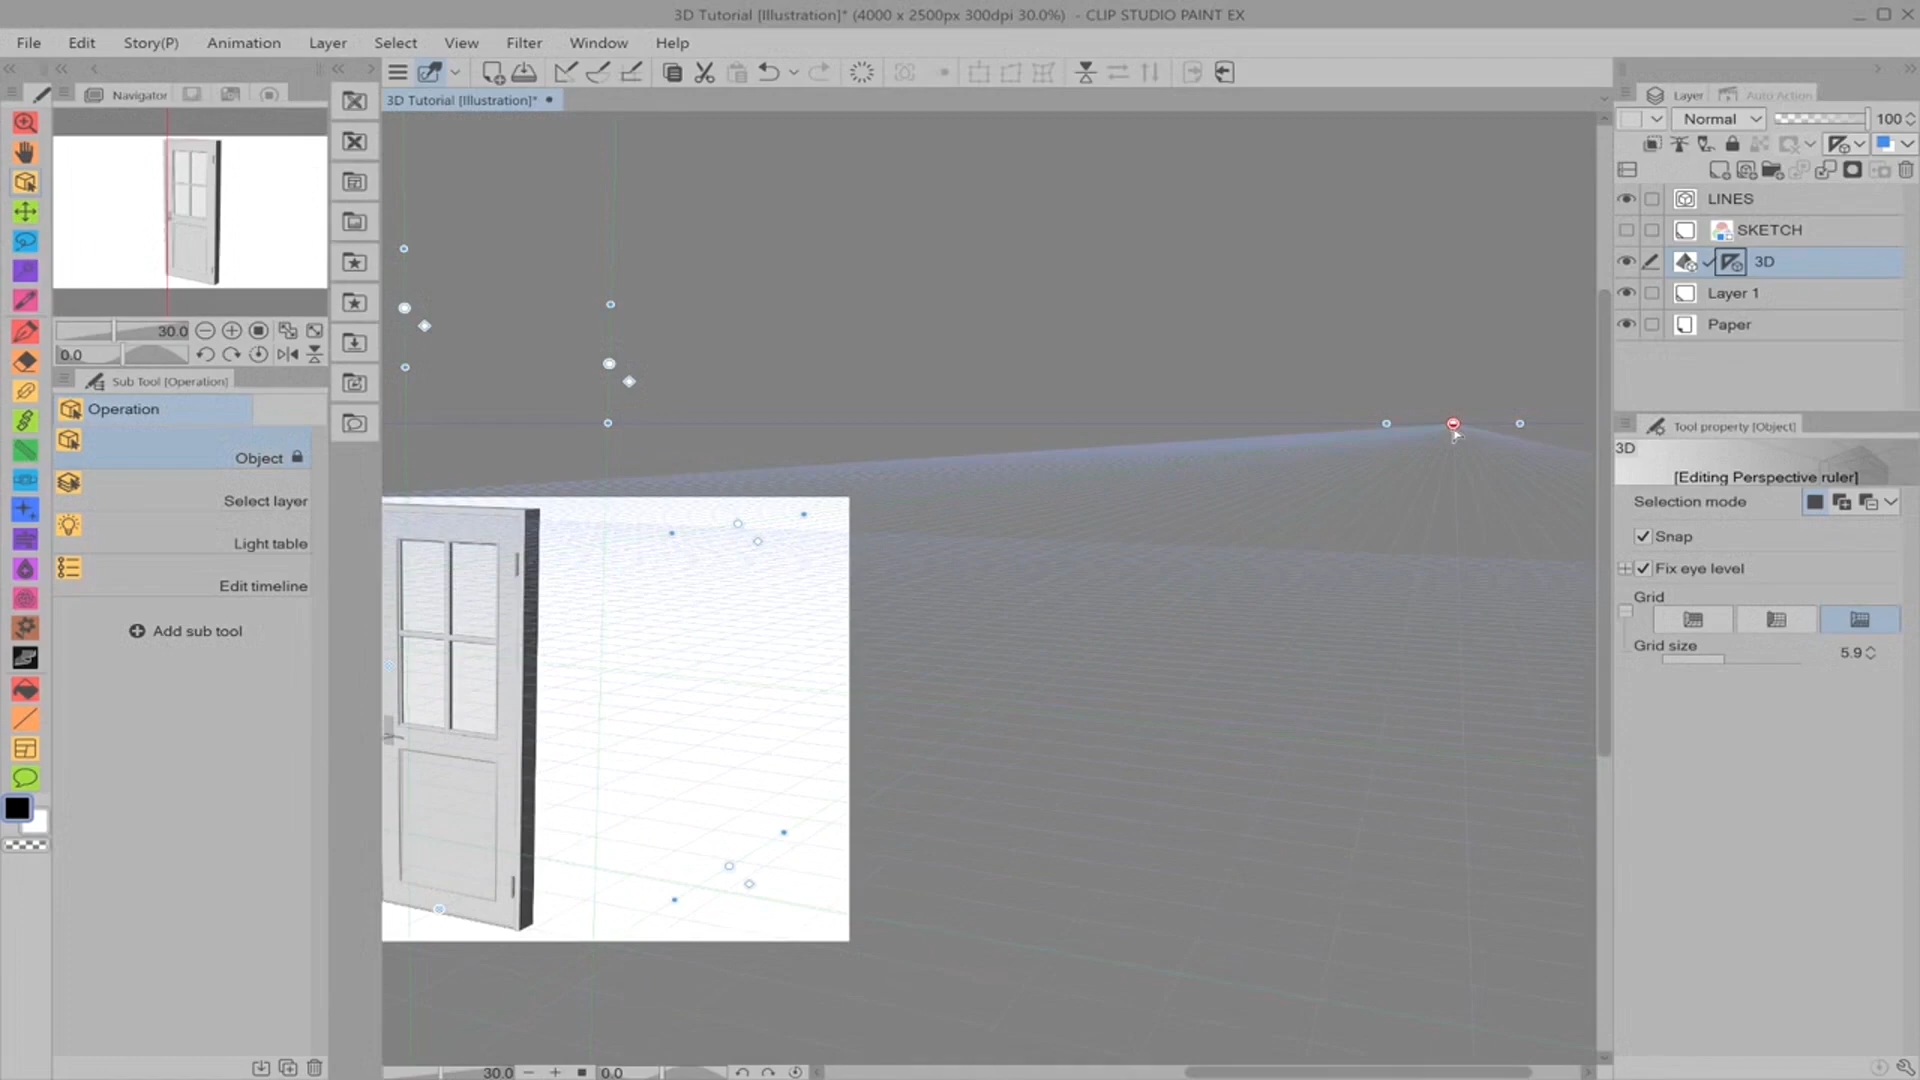 3D Tutorial [Illustration]* (4000 x 2500px 300dpi 30.0%) - CLIP STUDIO PAINT EX
File Edit Story(P) Animation Layer Select View Filter Window Help
Navigator
3D Tutorial [Illustration]*
Layer Auto Action
Normal 100
LINES
SKETCH
3D
Layer 1
Paper
30.0
0.0
Sub Tool [Operation]
Operation
Object
Select layer
Light table
Edit timeline
Add sub tool
Tool property [Object]
3D
[Editing Perspective ruler]
Selection mode
Snap
Fix eye level
Grid
Grid size 5.9
30.0 0.0